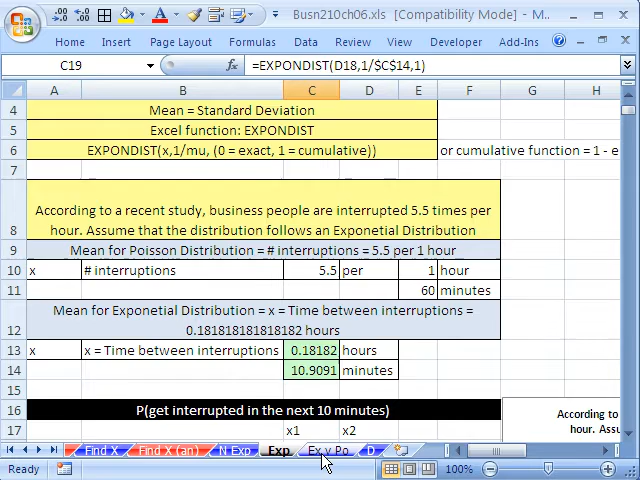 Busn210ch06.xls [Compatibility Mode] - M...
Home Insert Page Layout Formulas Data Review View Developer Add-Ins
C19 fx =EXPONDIST(D18,1/$C$14,1)
A B C D E F G H
4 Mean = Standard Deviation
5 Excel function: EXPONDIST
6 EXPONDIST(x,1/mu, (0 = exact, 1 = cumulative)) or cumulative function = 1 - e
7
According to a recent study, business people are interrupted 5.5 times per
8 hour. Assume that the distribution follows an Exponetial Distribution
9 Mean for Poisson Distribution = # interruptions = 5.5 per 1 hour
10 x # interruptions 5.5 per 1 hour
11 60 minutes
Mean for Exponetial Distribution = x = Time between interruptions =
12 0.181818181818182 hours
13 x x = Time between interruptions 0.18182 hours
14 10.9091 minutes
15
16 P(get interrupted in the next 10 minutes) According to
17 x1 x2 hour. Assu
Find X Find X (an) N Exp Exp Ex v Po D
Ready 100%